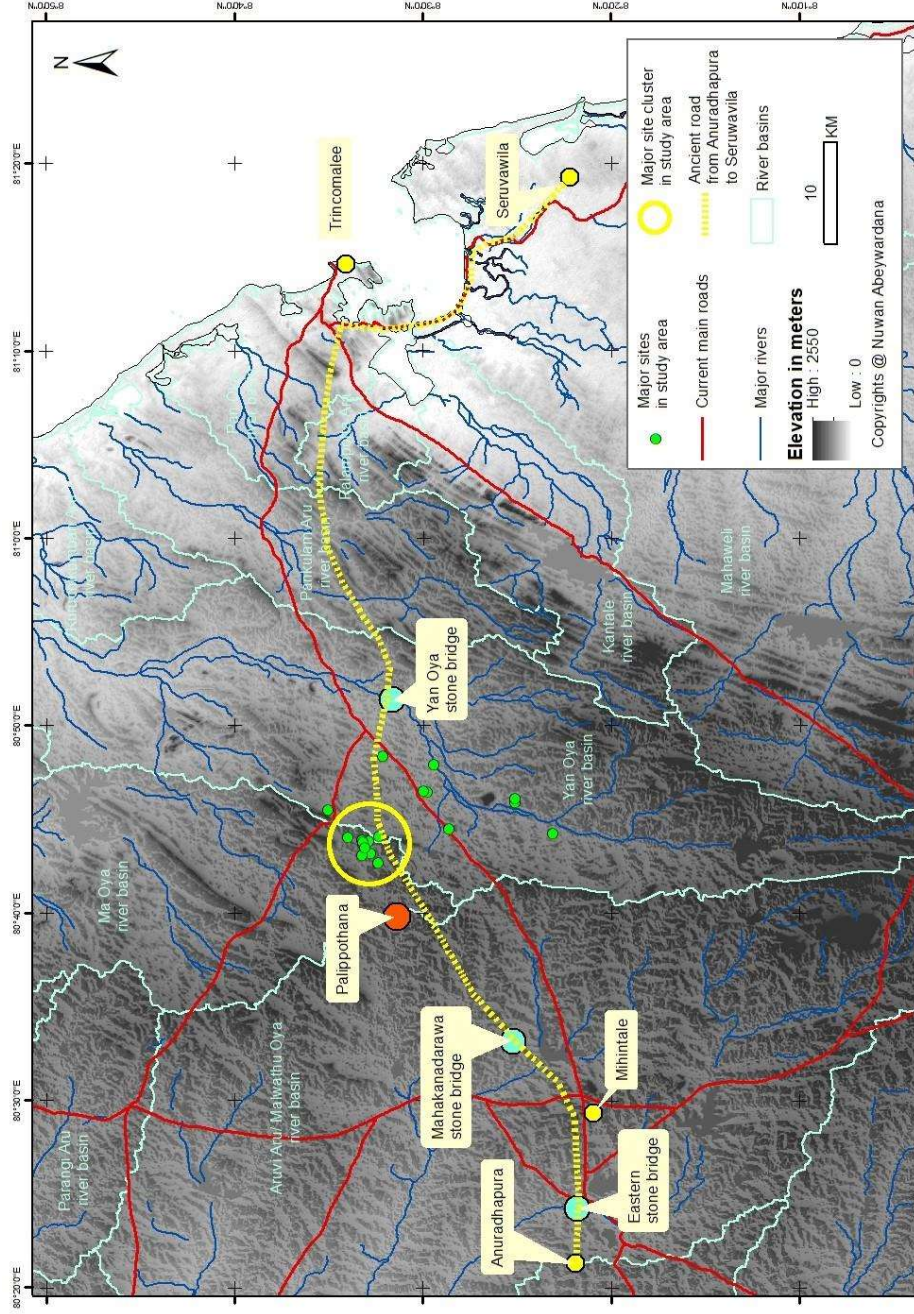 80°20'0"E
80°30'0"E
80°40'0"E
80°50'0"E
81°0'0"E
81°10'0"E
81°20'0"E
8°50'0"N
8°40'0"N
8°30'0"N
8°20'0"N
8°10'0"N
N
Parangi Aru
river basin
Ma Oya
river basin
Aruvi Aru/ Malwathu Oya
river basin
river basin
Pankulam Aru
river
river basin
Trincomalee
Palippothana
Yan Oya
stone bridge
Mahakanadarawa
stone bridge
Seruvawila
Anuradhapura
Eastern
stone bridge
Mihintale
Yan Oya
river basin
Kantale
river basin
Mahaweli
river basin
Major sites
in study area
Current main roads
Major rivers
Major site cluster
in study area
Ancient road
from Anuradhapura
to Seruwavila
River basins
Elevation in meters
High : 2550
Low : 0
10
KM
Copyrights @ Nuwan Abeywardana